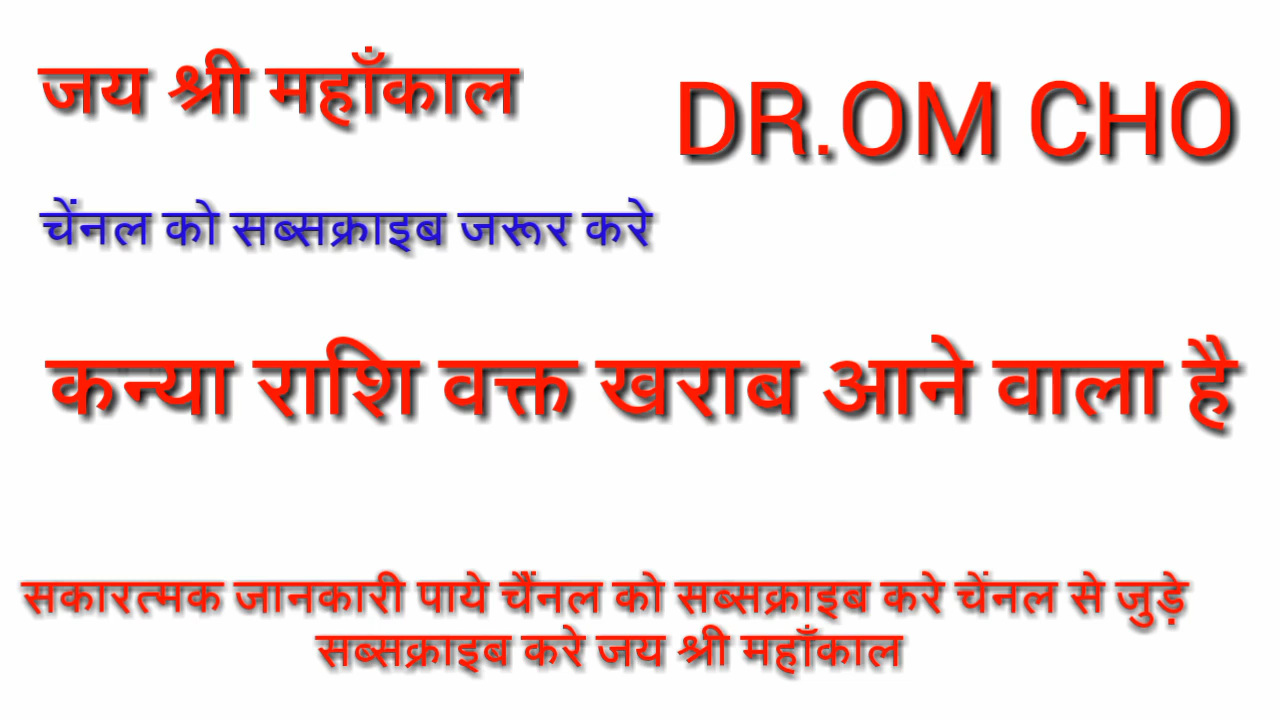 जय श्री महाँकाल
DR.OM CHO
चेंनल को सब्सक्राइब जरूर करे
कन्या राशि वक्त खराब आने वाला है
सकारत्मक जानकारी पाये चैंनल को सब्सक्राइब करे चेंनल से जुड़े
सब्सक्राइब करे जय श्री महाँकाल